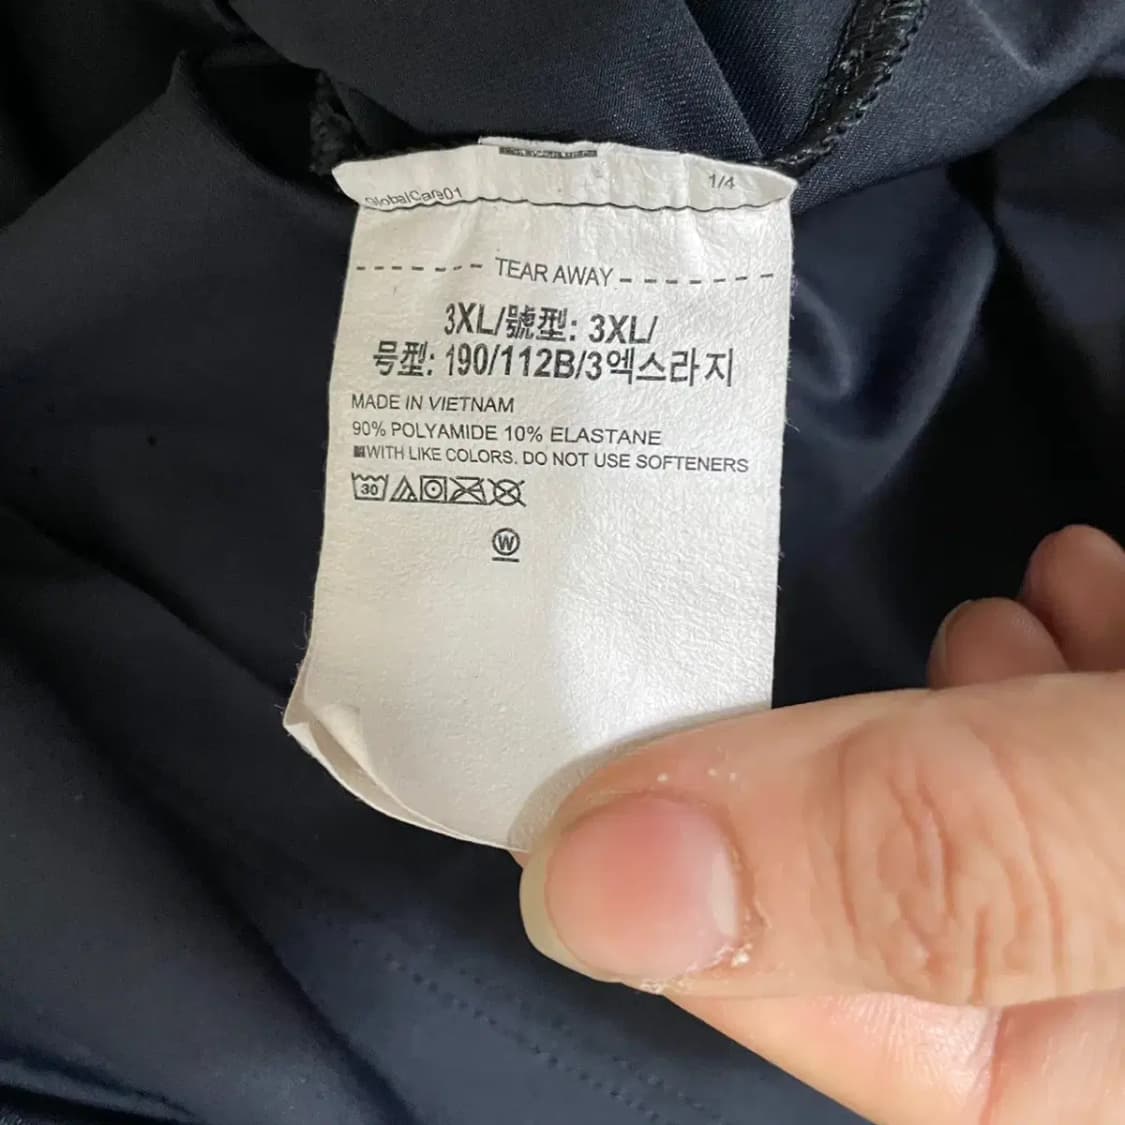 GlobalCare01 1/4
TEAR AWAY
3XL/號型: 3XL/
号型: 190/112B/3엑스라지
MADE IN VIETNAM
90% POLYAMIDE 10% ELASTANE
WITH LIKE COLORS. DO NOT USE SOFTENERS
30
W